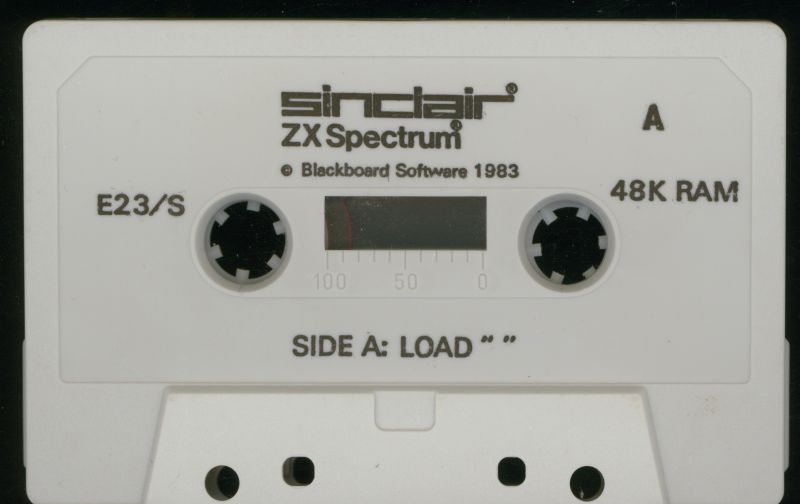 sinclair®
A
ZX Spectrum®
© Blackboard Software 1983
E23/S
48K RAM
100 50 0
SIDE A: LOAD " "